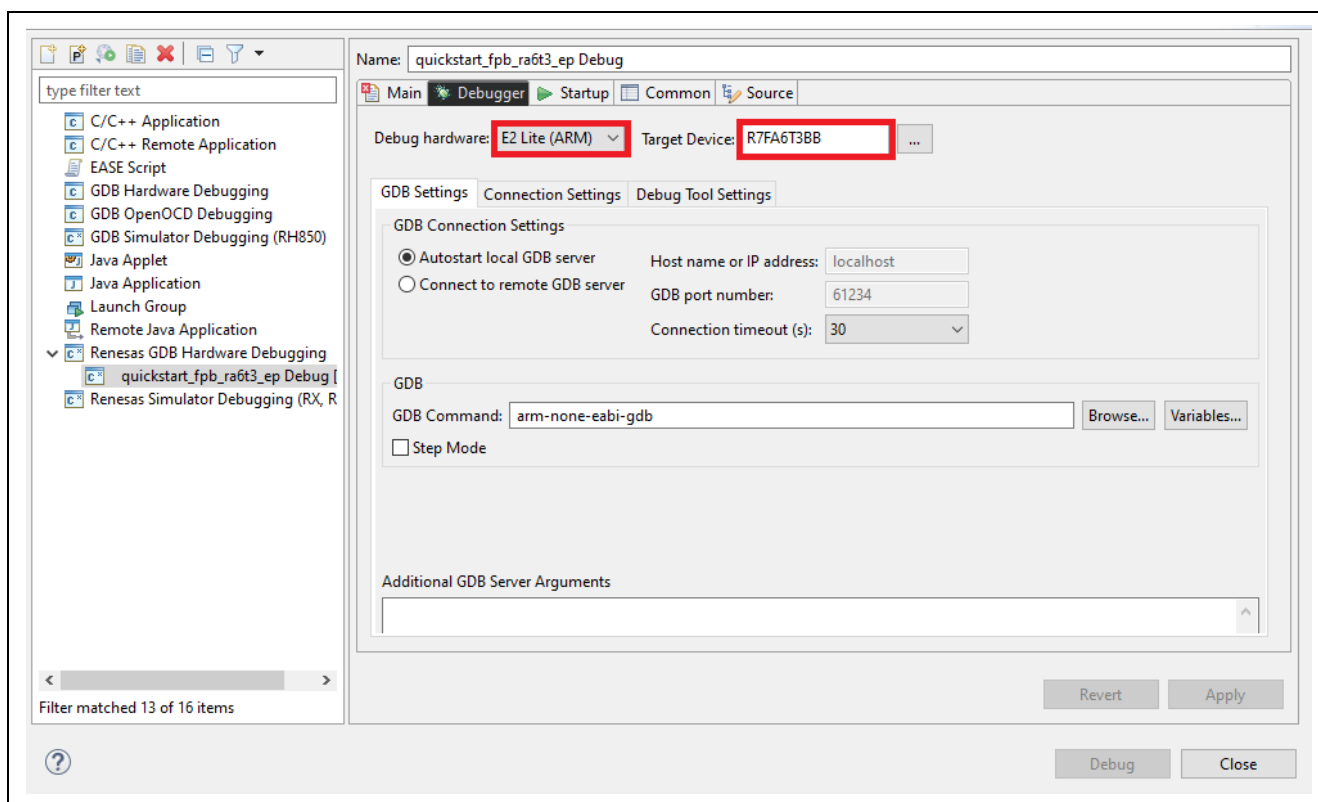 Name: quickstart_fpb_ra6t3_ep Debug
type filter text
C/C++ Application
C/C++ Remote Application
EASE Script
GDB Hardware Debugging
GDB OpenOCD Debugging
GDB Simulator Debugging (RH850)
Java Applet
Java Application
Launch Group
Remote Java Application
Renesas GDB Hardware Debugging
quickstart_fpb_ra6t3_ep Debug [
Renesas Simulator Debugging (RX, R
Filter matched 13 of 16 items
Main Debugger Startup Common Source
Debug hardware: E2 Lite (ARM) Target Device: R7FA6T3BB ...
GDB Settings Connection Settings Debug Tool Settings
GDB Connection Settings
Autostart local GDB server Host name or IP address: localhost
Connect to remote GDB server GDB port number: 61234
Connection timeout (s): 30
GDB
GDB Command: arm-none-eabi-gdb Browse... Variables...
Step Mode
Additional GDB Server Arguments
Revert Apply
? Debug Close